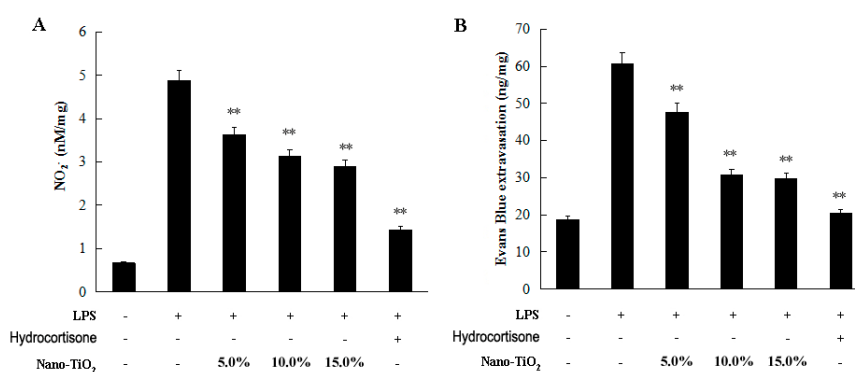 A
6
5
4
3
2
1
0
NO₂⁻ (nM/mg)
**
**
**
**
LPS - + + + + +
Hydrocortisone - - - - - +
Nano-TiO₂ - - 5.0% 10.0% 15.0% -
B
70
60
50
40
30
20
10
0
Evans Blue extravasation (ng/mg)
**
**
**
**
LPS - + + + + +
Hydrocortisone - - - - - +
Nano-TiO₂ - - 5.0% 10.0% 15.0% -